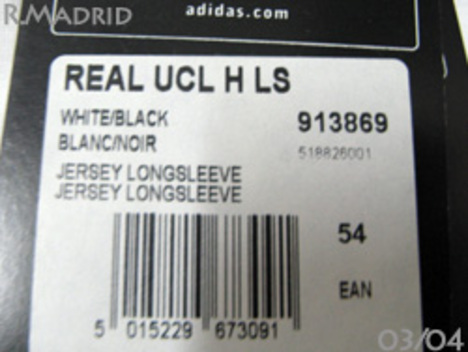 R.MADRID
adidas.com
REAL UCL H LS
WHITE/BLACK 913869
BLANC/NOIR 518826001
JERSEY LONGSLEEVE
JERSEY LONGSLEEVE
54
EAN
5 015229 673091
03/04